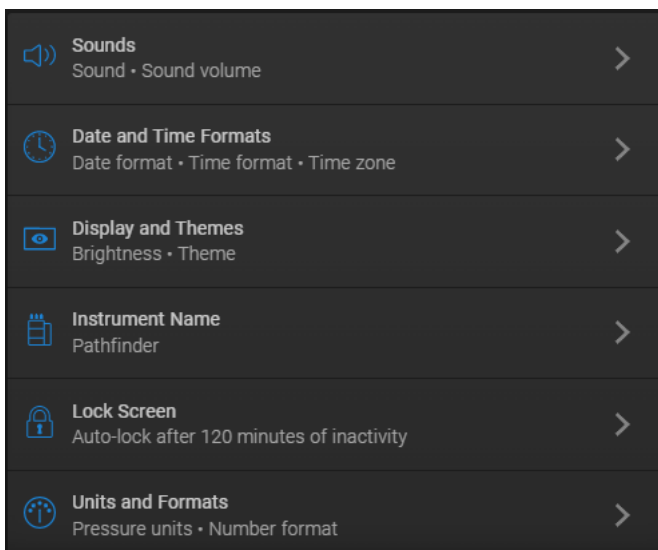 Sounds
Sound • Sound volume
Date and Time Formats
Date format • Time format • Time zone
Display and Themes
Brightness • Theme
Instrument Name
Pathfinder
Lock Screen
Auto-lock after 120 minutes of inactivity
Units and Formats
Pressure units • Number format